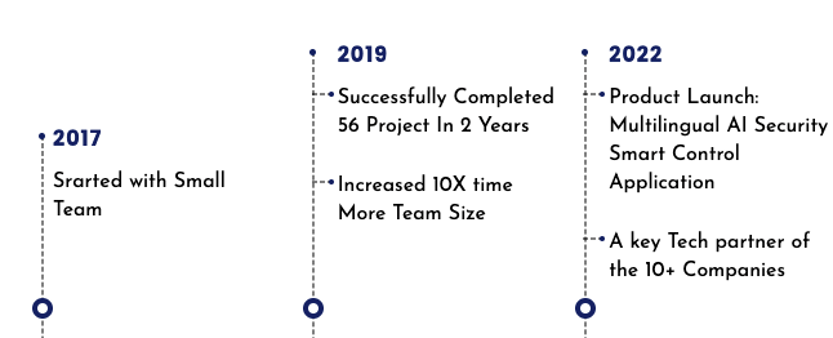 2017
Srarted with Small
Team
2019
Successfully Completed
56 Project In 2 Years
Increased 10X time
More Team Size
2022
Product Launch:
Multilingual AI Security
Smart Control
Application
A key Tech partner of
the 10+ Companies